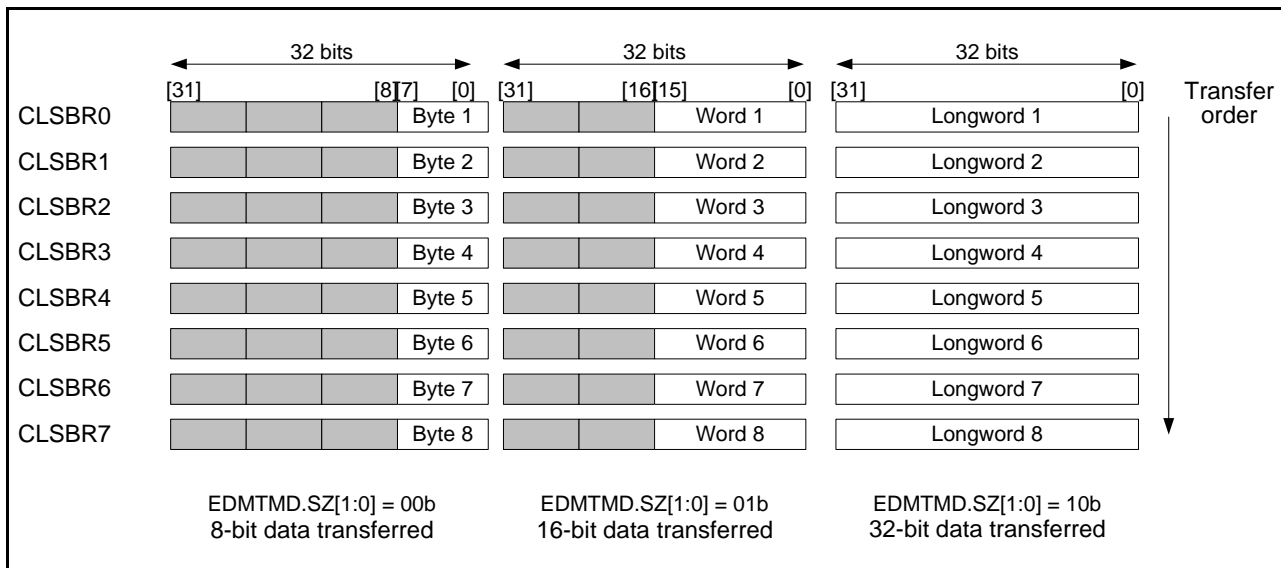 32 bits 32 bits 32 bits
[31] [8][7] [0] [31] [16][15] [0] [31] [0] Transfer
order
CLSBR0 Byte 1 Word 1 Longword 1
CLSBR1 Byte 2 Word 2 Longword 2
CLSBR2 Byte 3 Word 3 Longword 3
CLSBR3 Byte 4 Word 4 Longword 4
CLSBR4 Byte 5 Word 5 Longword 5
CLSBR5 Byte 6 Word 6 Longword 6
CLSBR6 Byte 7 Word 7 Longword 7
CLSBR7 Byte 8 Word 8 Longword 8
EDMTMD.SZ[1:0] = 00b EDMTMD.SZ[1:0] = 01b EDMTMD.SZ[1:0] = 10b
8-bit data transferred 16-bit data transferred 32-bit data transferred